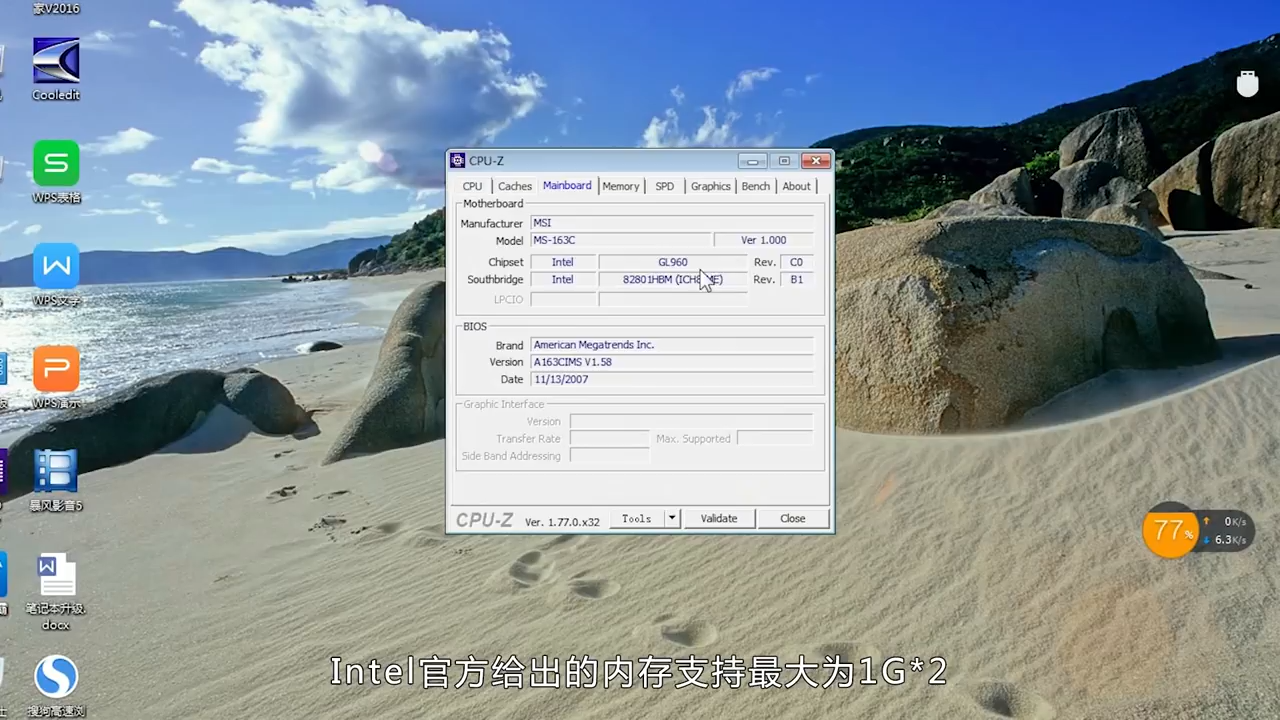 家V2016
Cooledit
WPS表格
WPS文字
WPS演示
暴风影音5
笔记本升级.
docx
搜狗高速浏
CPU-Z
CPU
Caches
Mainboard
Memory
SPD
Graphics
Bench
About
Motherboard
Manufacturer MSI
Model MS-163C Ver 1.000
Chipset Intel GL960 Rev. C0
Southbridge Intel 82801HBM (ICH8-ME) Rev. B1
LPCIO
BIOS
Brand American Megatrends Inc.
Version A163CIMS V1.58
Date 11/13/2007
Graphic Interface
Version
Transfer Rate Max. Supported
Side Band Addressing
CPU-Z Ver. 1.77.0.x32 Tools Validate Close
77%
0K/s
6.3K/s
Intel官方给出的内存支持最大为1G*2